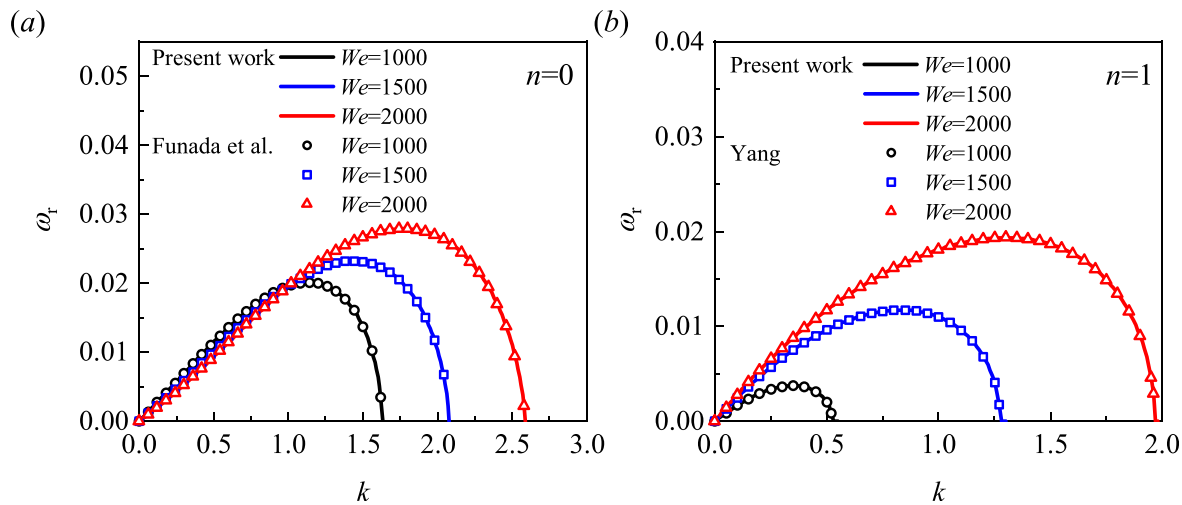 (a)
Present work
We=1000
We=1500
We=2000
Funada et al.
We=1000
We=1500
We=2000
n=0
ωr
0.05
0.04
0.03
0.02
0.01
0.00
0.0 0.5 1.0 1.5 2.0 2.5 3.0
k
(b)
Present work
We=1000
We=1500
We=2000
Yang
We=1000
We=1500
We=2000
n=1
ωr
0.04
0.03
0.02
0.01
0.00
0.0 0.5 1.0 1.5 2.0
k